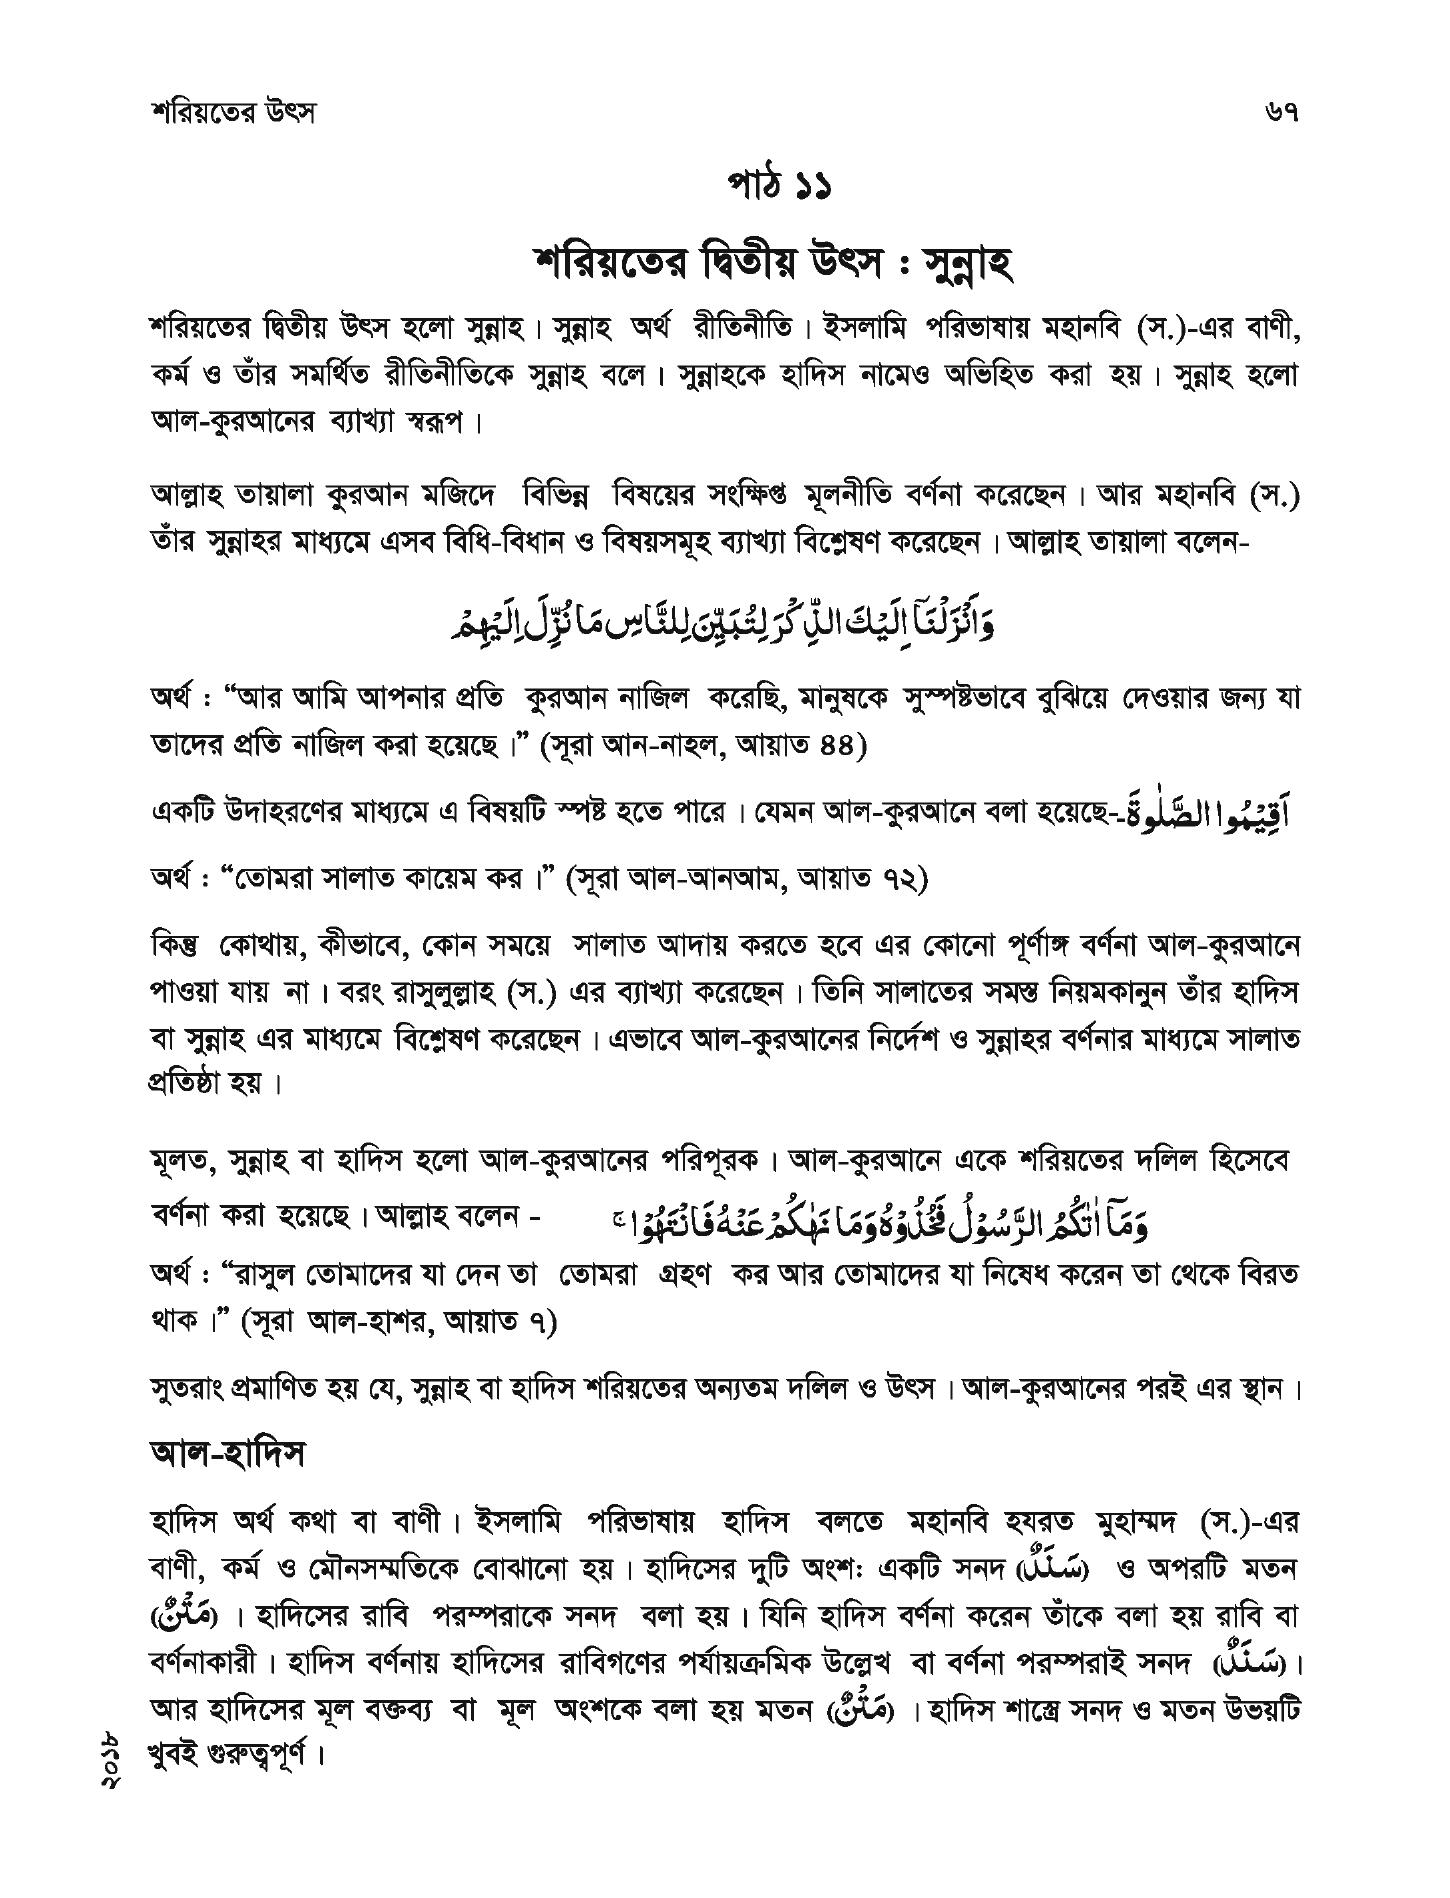 শরিয়তের উৎস ৬৭
পাঠ ১১
শরিয়তের দ্বিতীয় উৎস : সুন্নাহ
শরিয়তের দ্বিতীয় উৎস হলো সুন্নাহ। সুন্নাহ অর্থ রীতিনীতি। ইসলামি পরিভাষায় মহানবি (স.)-এর বাণী,
কর্ম ও তাঁর সমর্থিত রীতিনীতিকে সুন্নাহ বলে। সুন্নাহকে হাদিস নামেও অভিহিত করা হয়। সুন্নাহ হলো
আল-কুরআনের ব্যাখ্যা স্বরূপ।
আল্লাহ তায়ালা কুরআন মজিদে বিভিন্ন বিষয়ের সংক্ষিপ্ত মূলনীতি বর্ণনা করেছেন। আর মহানবি (স.)
তাঁর সুন্নাহর মাধ্যমে এসব বিধি-বিধান ও বিষয়সমূহ ব্যাখ্যা বিশ্লেষণ করেছেন। আল্লাহ তায়ালা বলেন-
وَاَنْزَلْنَآ اِلَيْكَ الذِّكْرَ لِتُبَيِّنَ لِلنَّاسِ مَا نُزِّلَ اِلَيْهِمْ
অর্থ : “আর আমি আপনার প্রতি কুরআন নাজিল করেছি, মানুষকে সুস্পষ্টভাবে বুঝিয়ে দেওয়ার জন্য যা
তাদের প্রতি নাজিল করা হয়েছে।” (সূরা আন-নাহল, আয়াত ৪৪)
একটি উদাহরণের মাধ্যমে এ বিষয়টি স্পষ্ট হতে পারে। যেমন আল-কুরআনে বলা হয়েছে-- اَقِيْمُوا الصَّلٰوةَ
অর্থ : “তোমরা সালাত কায়েম কর।” (সূরা আল-আনআম, আয়াত ৭২)
কিন্তু কোথায়, কীভাবে, কোন সময়ে সালাত আদায় করতে হবে এর কোনো পূর্ণাঙ্গ বর্ণনা আল-কুরআনে
পাওয়া যায় না। বরং রাসুলুল্লাহ (স.) এর ব্যাখ্যা করেছেন। তিনি সালাতের সমস্ত নিয়মকানুন তাঁর হাদিস
বা সুন্নাহ এর মাধ্যমে বিশ্লেষণ করেছেন। এভাবে আল-কুরআনের নির্দেশ ও সুন্নাহর বর্ণনার মাধ্যমে সালাত
প্রতিষ্ঠা হয়।
মূলত, সুন্নাহ বা হাদিস হলো আল-কুরআনের পরিপূরক। আল-কুরআনে একে শরিয়তের দলিল হিসেবে
বর্ণনা করা হয়েছে। আল্লাহ বলেন - وَمَآ اٰتٰىكُمُ الرَّسُوْلُ فَخُذُوْهُ وَمَا نَهٰىكُمْ عَنْهُ فَانْتَهُوْا ۚ
অর্থ : “রাসুল তোমাদের যা দেন তা তোমরা গ্রহণ কর আর তোমাদের যা নিষেধ করেন তা থেকে বিরত
থাক।” (সূরা আল-হাশর, আয়াত ৭)
সুতরাং প্রমাণিত হয় যে, সুন্নাহ বা হাদিস শরিয়তের অন্যতম দলিল ও উৎস। আল-কুরআনের পরই এর স্থান।
আল-হাদিস
হাদিস অর্থ কথা বা বাণী। ইসলামি পরিভাষায় হাদিস বলতে মহানবি হযরত মুহাম্মদ (স.)-এর
বাণী, কর্ম ও মৌনসম্মতিকে বোঝানো হয়। হাদিসের দুটি অংশ: একটি সনদ (سَنَدٌ) ও অপরটি মতন
(مَتْنٌ)। হাদিসের রাবি পরম্পরাকে সনদ বলা হয়। যিনি হাদিস বর্ণনা করেন তাঁকে বলা হয় রাবি বা
বর্ণনাকারী। হাদিস বর্ণনায় হাদিসের রাবিগণের পর্যায়ক্রমিক উল্লেখ বা বর্ণনা পরম্পরাই সনদ (سَنَدٌ)।
আর হাদিসের মূল বক্তব্য বা মূল অংশকে বলা হয় মতন (مَتْنٌ)। হাদিস শাস্ত্রে সনদ ও মতন উভয়টি
খুবই গুরুত্বপূর্ণ।
২০১৮